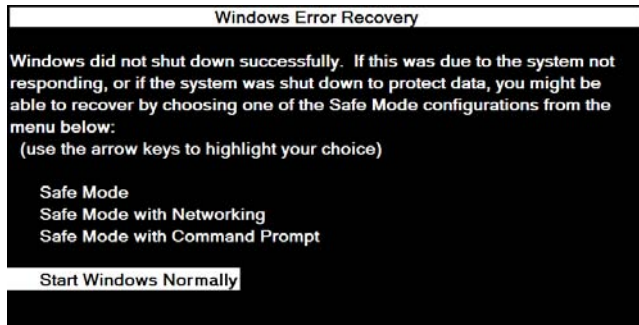 Windows Error Recovery
Windows did not shut down successfully. If this was due to the system not
responding, or if the system was shut down to protect data, you might be
able to recover by choosing one of the Safe Mode configurations from the
menu below:
(use the arrow keys to highlight your choice)
Safe Mode
Safe Mode with Networking
Safe Mode with Command Prompt
Start Windows Normally